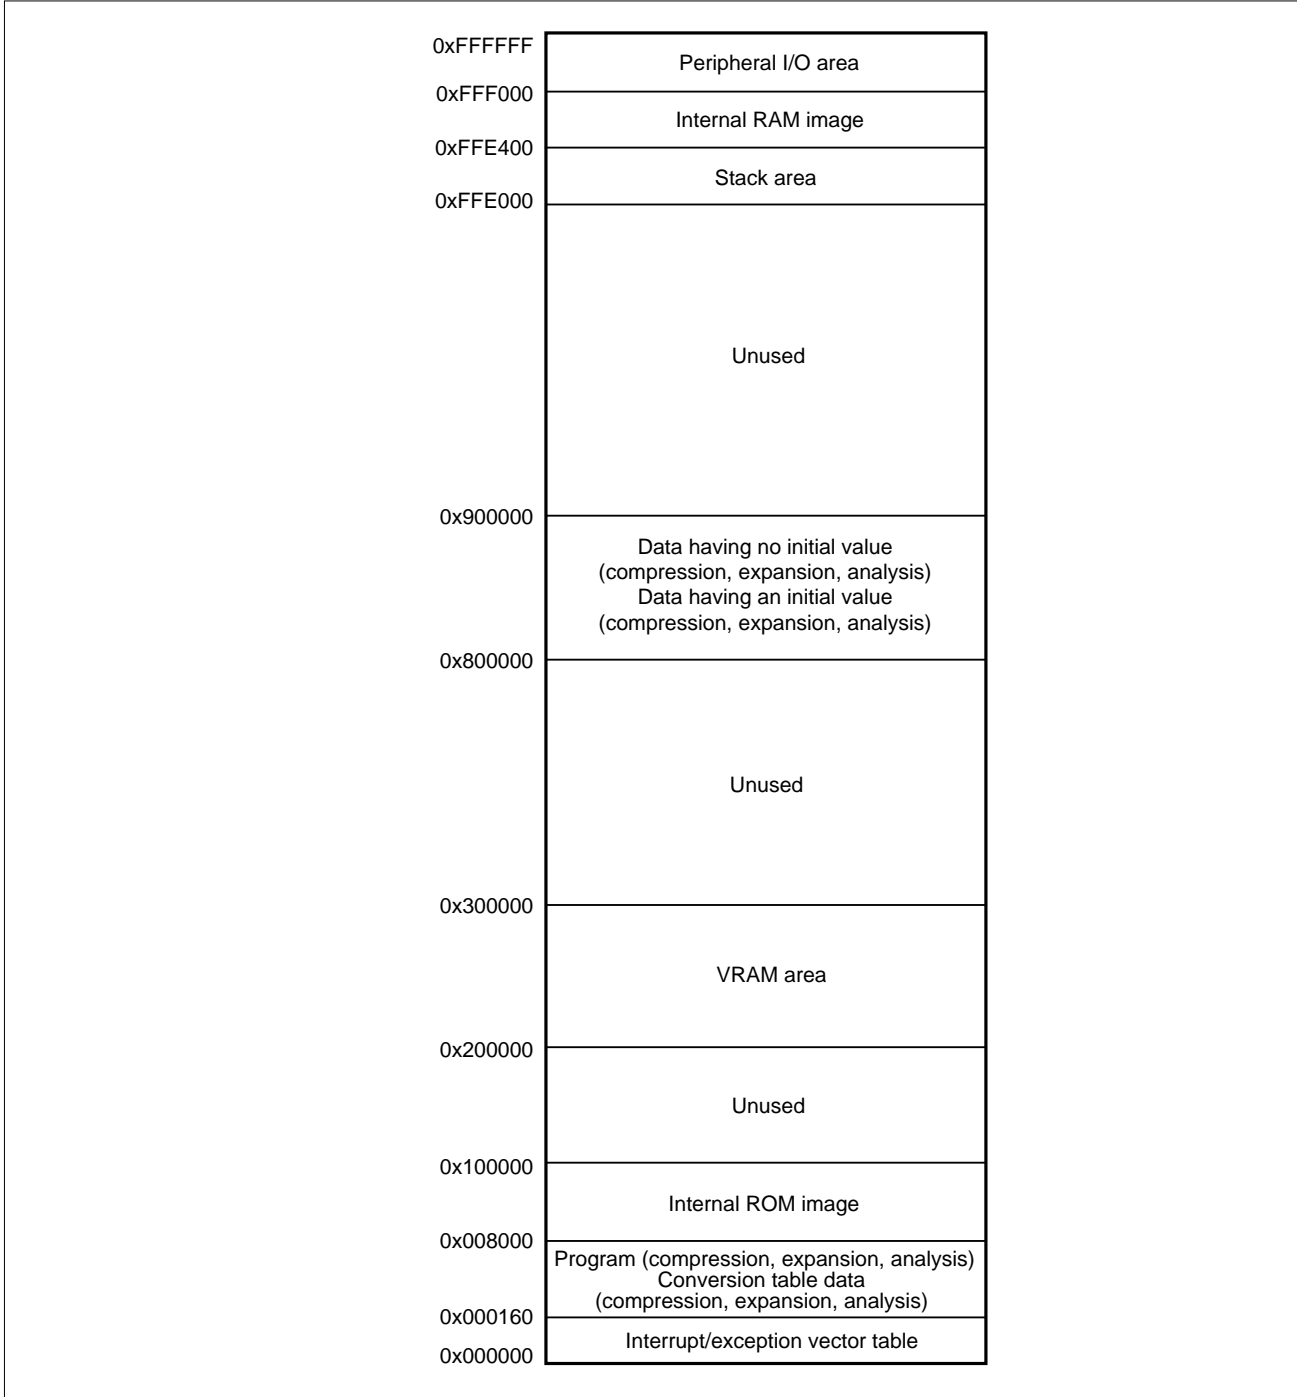 0xFFFFFF
Peripheral I/O area
0xFFF000
Internal RAM image
0xFFE400
Stack area
0xFFE000
Unused
0x900000
Data having no initial value
(compression, expansion, analysis)
Data having an initial value
(compression, expansion, analysis)
0x800000
Unused
0x300000
VRAM area
0x200000
Unused
0x100000
Internal ROM image
0x008000
Program (compression, expansion, analysis)
Conversion table data
(compression, expansion, analysis)
0x000160
Interrupt/exception vector table
0x000000